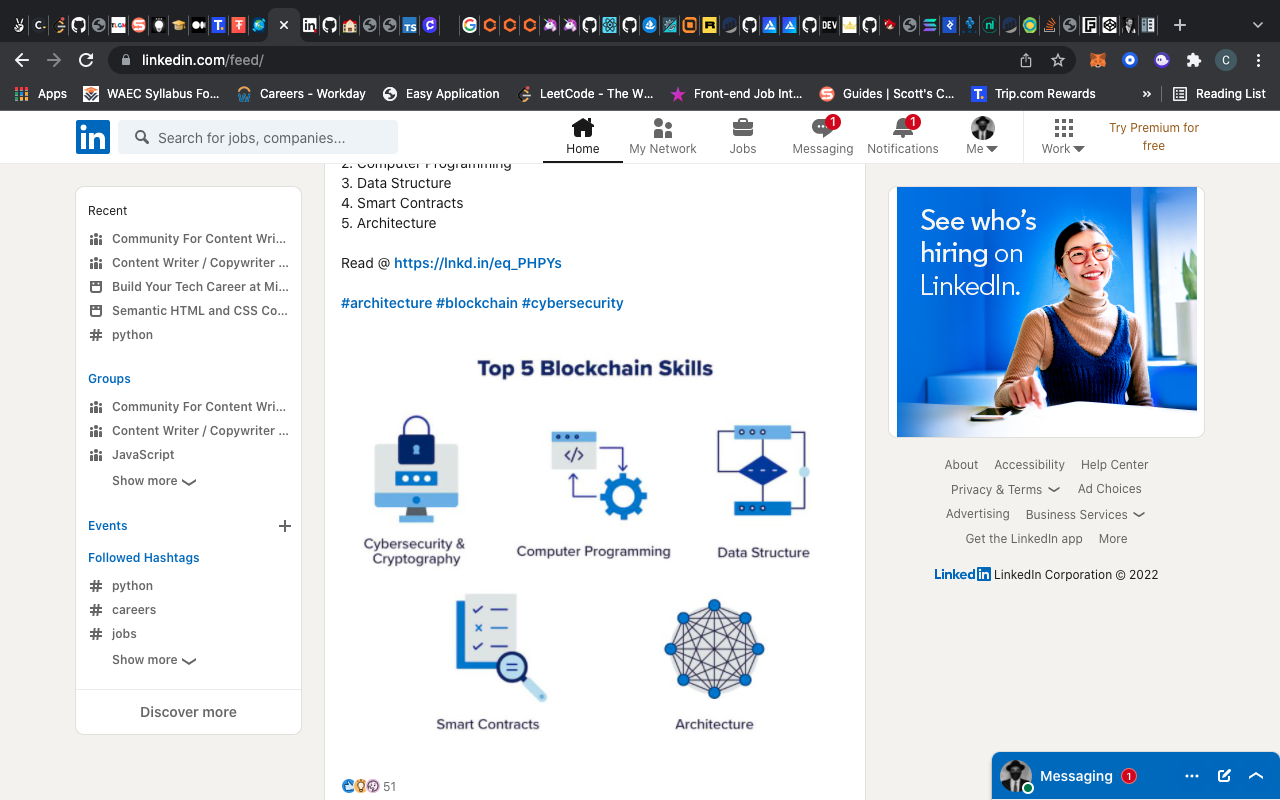 linkedin.com/feed/
C
Apps
WAEC Syllabus Fo...
Careers - Workday
Easy Application
LeetCode - The W...
Front-end Job Int...
Guides | Scott's C...
Trip.com Rewards
»
Reading List
in
Search for jobs, companies...
Home
My Network
Jobs
1
Messaging
1
Notifications
Me
Work
Try Premium for
free
Recent
Community For Content Wri...
Content Writer / Copywriter ...
Build Your Tech Career at Mi...
Semantic HTML and CSS Co...
# python
Groups
Community For Content Wri...
Content Writer / Copywriter ...
JavaScript
Show more
Events
Followed Hashtags
# python
# careers
# jobs
Show more
Discover more
2. Computer Programming
3. Data Structure
4. Smart Contracts
5. Architecture
Read @ https://lnkd.in/eq_PHPYs
#architecture #blockchain #cybersecurity
Top 5 Blockchain Skills
</>
Cybersecurity &
Cryptography
Computer Programming
Data Structure
Smart Contracts
Architecture
51
See who's
hiring on
LinkedIn.
About Accessibility Help Center
Privacy & Terms Ad Choices
Advertising Business Services
Get the LinkedIn app More
LinkedIn LinkedIn Corporation © 2022
Messaging 1